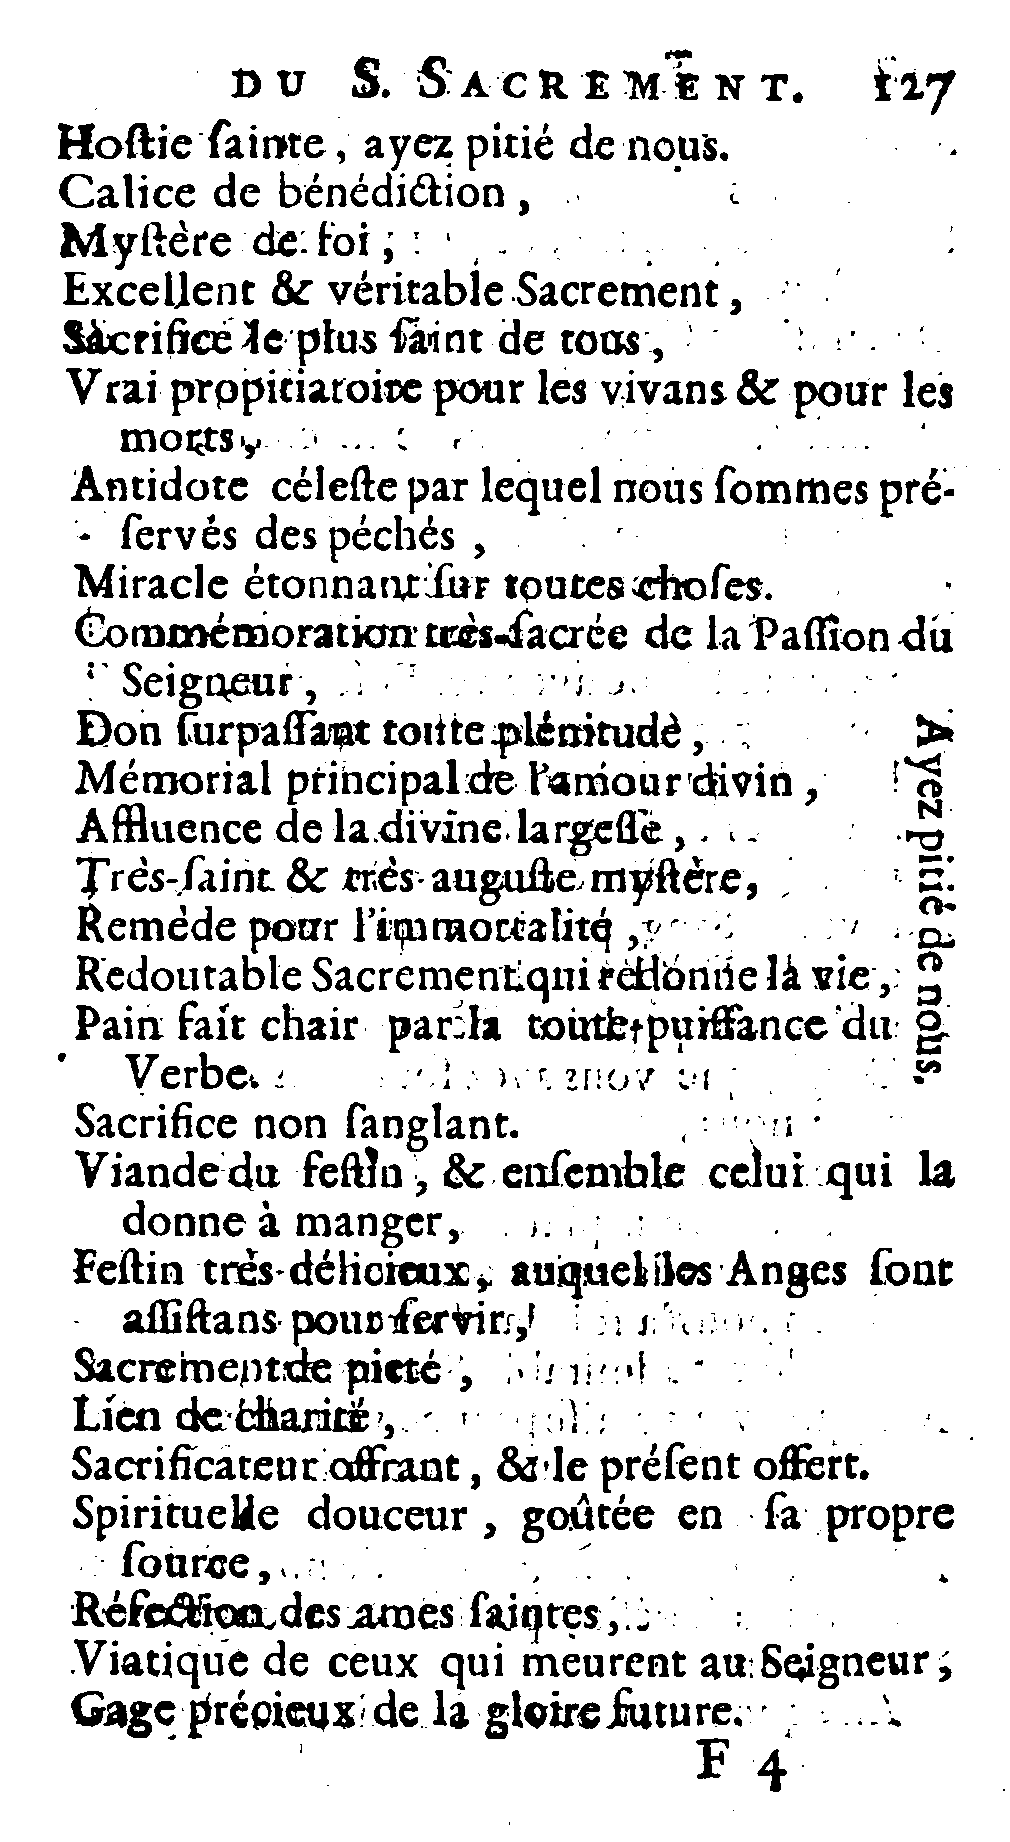 DU S. SACREMENT. 127
Hoſtie ſainte, ayez pitié de nous.
Calice de bénédiction,
Myſtère de foi,
Excellent & véritable Sacrement,
Sacrifice le plus ſaint de tous,
Vrai propitiatoire pour les vivans & pour les
morts,
Antidote céleſte par lequel nous ſommes pré-
ſervés des péchés,
Miracle étonnant ſur toutes choſes.
Commémoration très-ſacrée de la Paſſion du
Seigneur,
Don ſurpaſſant toute plénitude,
Mémorial principal de l'amour divin,
Affluence de la divine largeſſe,
Très-ſaint & très-auguſte myſtère,
Remède pour l'immortalité,
Redoutable Sacrement qui redonne la vie,
Pain fait chair par la toute-puiſſance du
Verbe.
Sacrifice non ſanglant.
Viande du feſtin, & enſemble celui qui la
donne à manger,
Feſtin très-délicieux, auquel les Anges ſont
aſſiſtans pour ſervir,
Sacrement de pieté,
Lien de charité,
Sacrificateur offrant, & le préſent offert.
Spirituelle douceur, goûtée en ſa propre
ſource,
Réfection des ames ſaintes,
Viatique de ceux qui meurent au Seigneur,
Gage précieux de la gloire future.
Ayez pitié de nous.
F 4